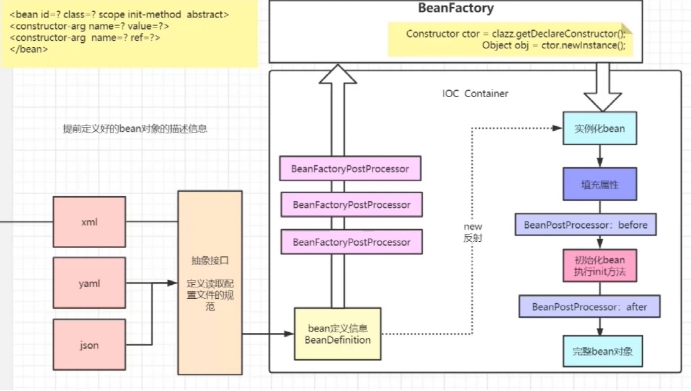 <bean id=? class=? scope init-method abstract>
<constructor-arg name=? value=?>
<constructor-arg name=? ref=?>
</bean>
BeanFactory
Constructor ctor = clazz.getDeclareConstructor();
Object obj = ctor.newInstance();
提前定义好的bean对象的描述信息
IOC Container
实例化bean
填充属性
BeanPostProcessor: before
初始化bean
执行init方法
BeanPostProcessor: after
完整bean对象
BeanFactoryPostProcessor
BeanFactoryPostProcessor
BeanFactoryPostProcessor
new
反射
xml
yaml
json
抽象接口
定义读取配
置文件的规
范
bean定义信息
BeanDefinition